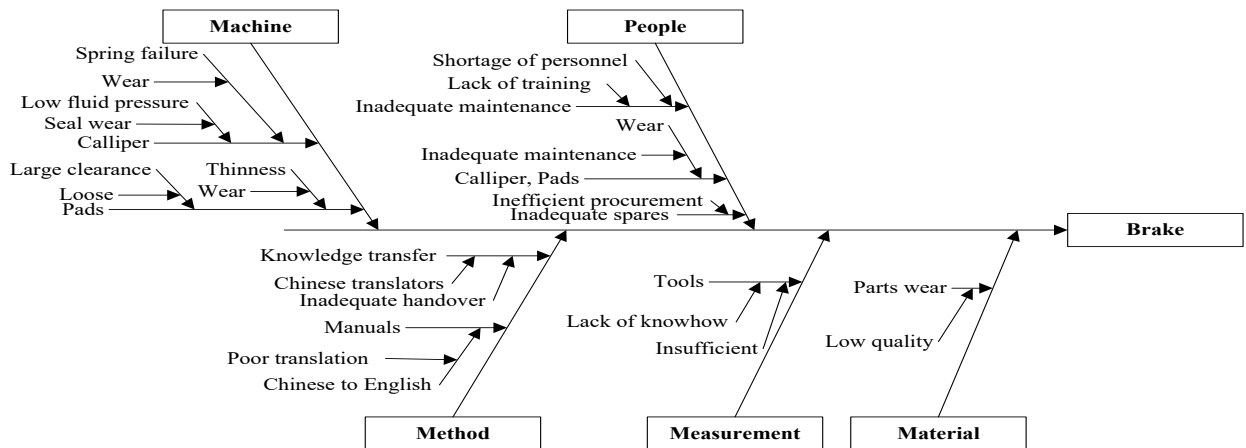 Machine
People
Spring failure
Shortage of personnel
Wear
Lack of training
Low fluid pressure
Inadequate maintenance
Seal wear
Wear
Calliper
Inadequate maintenance
Large clearance
Thinness
Calliper, Pads
Loose
Wear
Inefficient procurement
Pads
Inadequate spares
Brake
Knowledge transfer
Chinese translators
Tools
Parts wear
Inadequate handover
Manuals
Lack of knowhow
Insufficient
Low quality
Poor translation
Chinese to English
Method
Measurement
Material